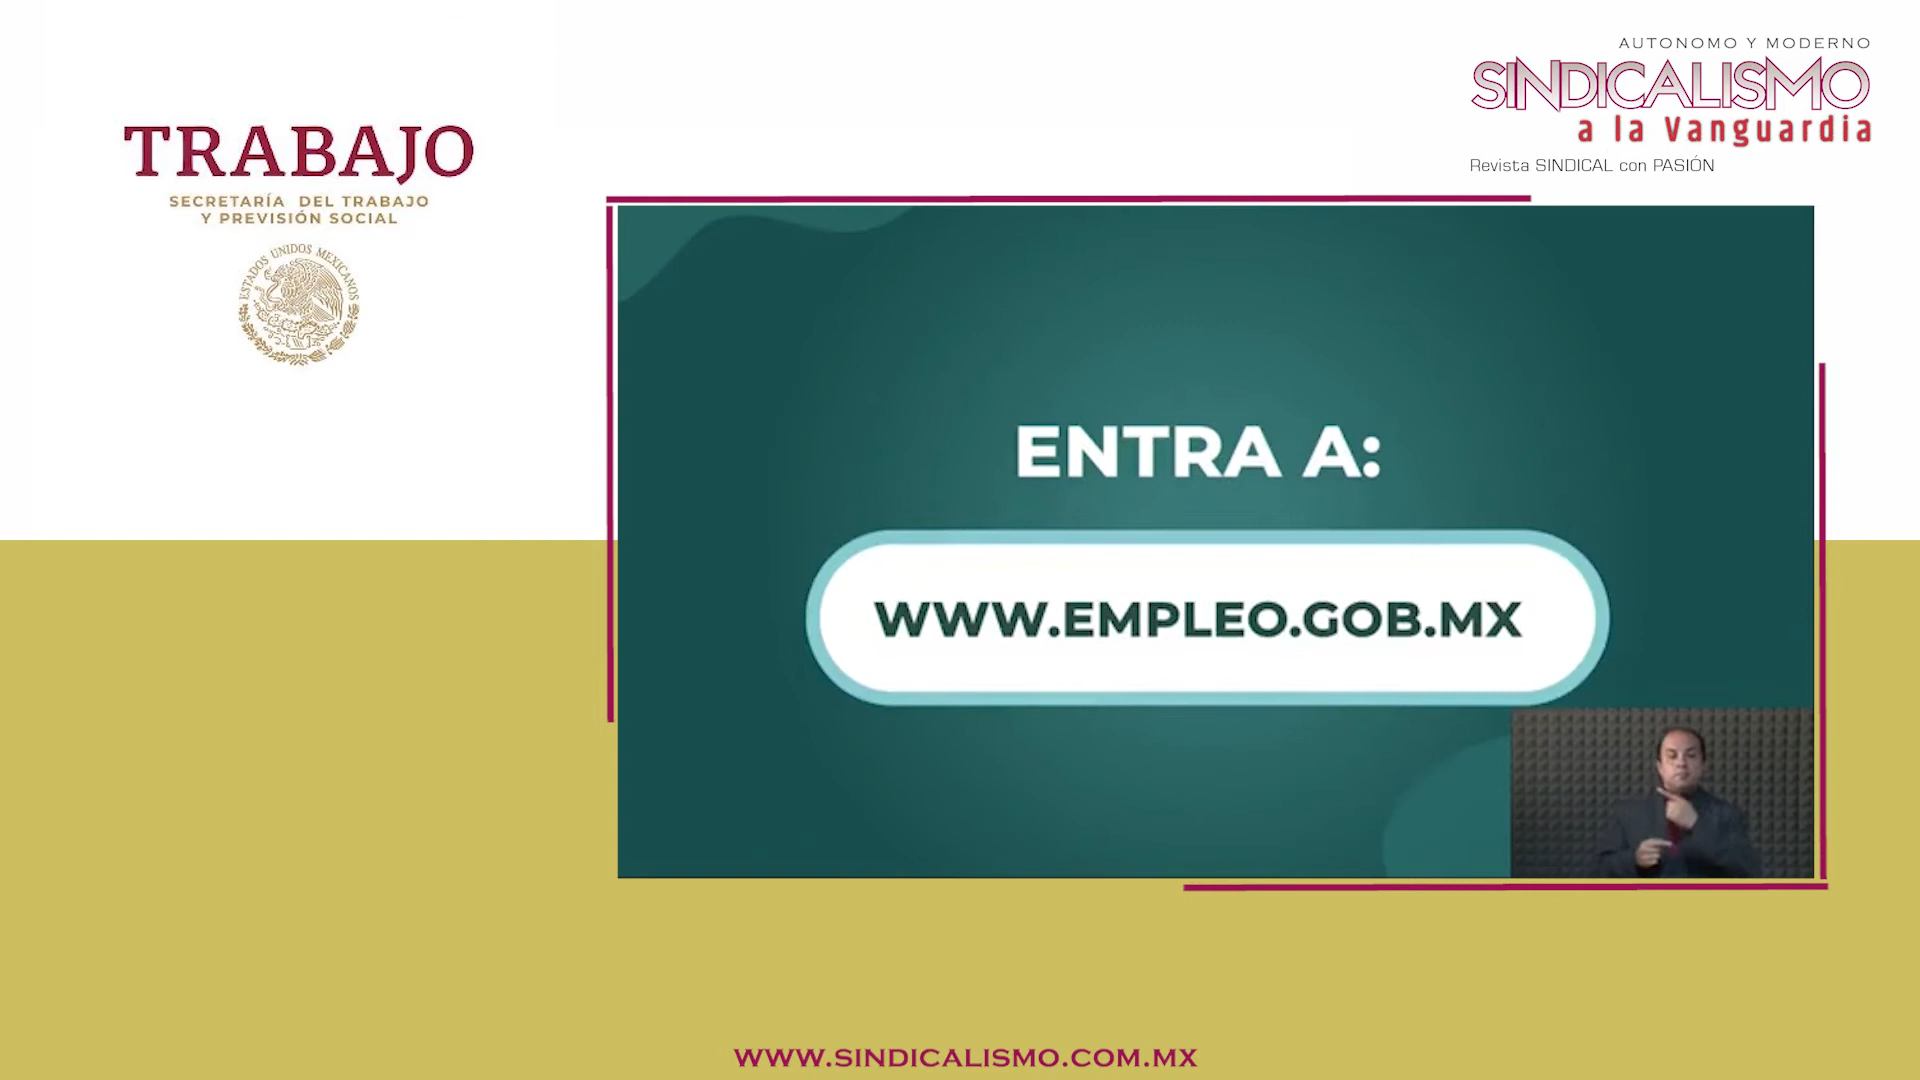 AUTONOMO Y MODERNO
SINDICALISMO
a la Vanguardia
Revista SINDICAL con PASIÓN
TRABAJO
SECRETARÍA DEL TRABAJO
Y PREVISIÓN SOCIAL
ESTADOS UNIDOS MEXICANOS
ENTRA A:
WWW.EMPLEO.GOB.MX
WWW.SINDICALISMO.COM.MX